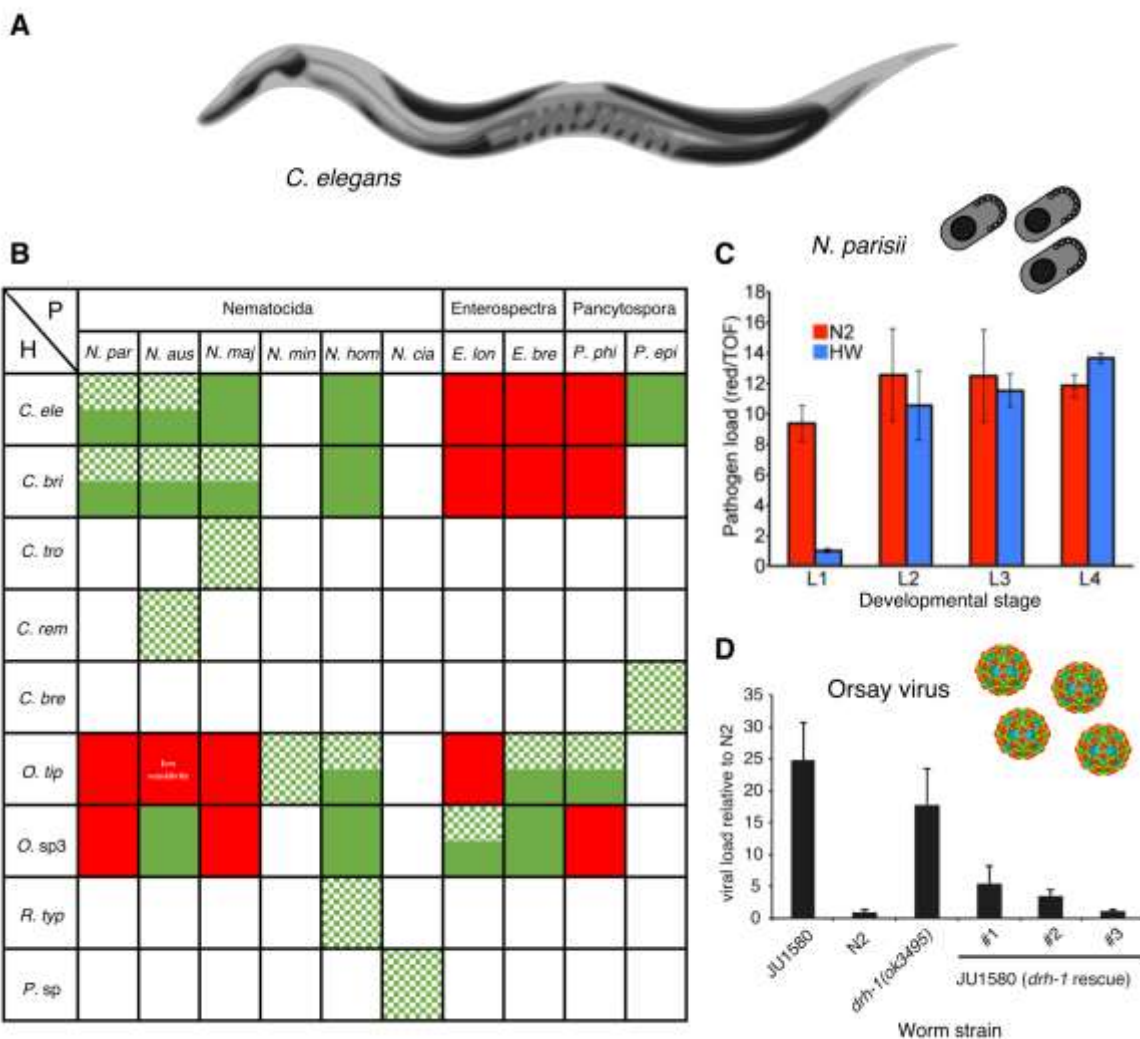 A
C. elegans
B
P
H
Nematocida
Enterospectra
Pancytospora
N. par
N. aus
N. maj
N. min
N. hom
N. cia
E. lon
E. bre
P. phi
P. epi
C. ele
C. bri
C. tro
C. rem
C. bre
O. tip
O. sp3
R. typ
P. sp
C
N. parisii
Pathogen load (red/TOF)
18
16
14
12
10
8
6
4
2
0
N2
HW
L1
L2
L3
L4
Developmental stage
D
Orsay virus
viral load relative to N2
35
30
25
20
15
10
5
0
JU1580
N2
drh-1(ok3495)
#1
#2
#3
JU1580 (drh-1 rescue)
Worm strain